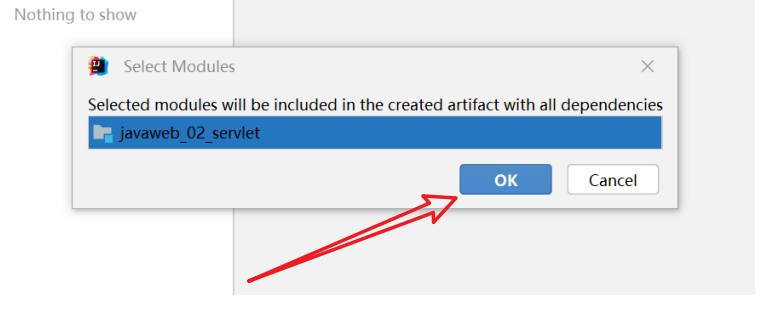 Nothing to show
Select Modules
Selected modules will be included in the created artifact with all dependencies
javaweb_02_servlet
OK
Cancel